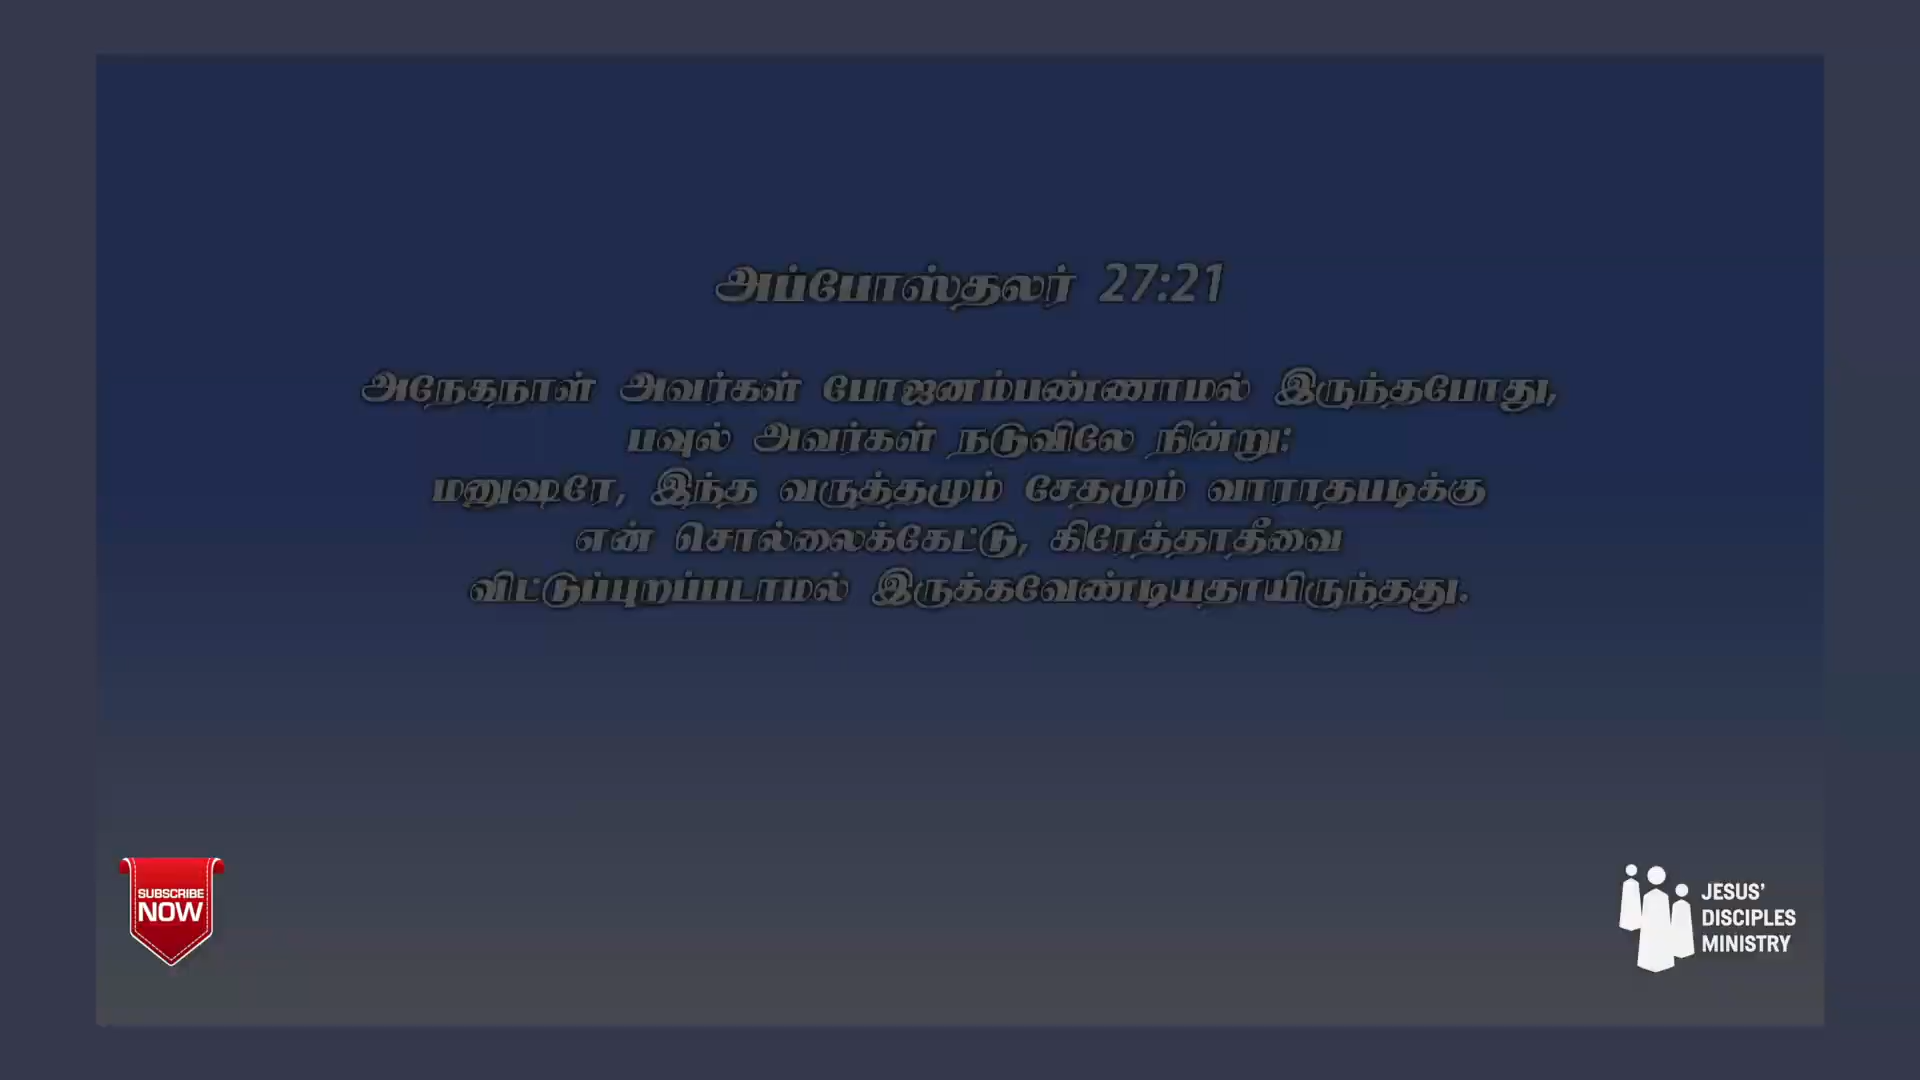 அப்போஸ்தலர் 27:21
அநேகநாள் அவர்கள் போஜனம்பண்ணாமல் இருந்தபோது,
பவுல் அவர்கள் நடுவிலே நின்று:
மனுஷரே, இந்த வருத்தமும் சேதமும் வாராதபடிக்கு
என் சொல்லைக்கேட்டு, கிரேத்தாதீவை
விட்டுப்புறப்படாமல் இருக்கவேண்டியதாயிருந்தது.
SUBSCRIBE
NOW
JESUS'
DISCIPLES
MINISTRY